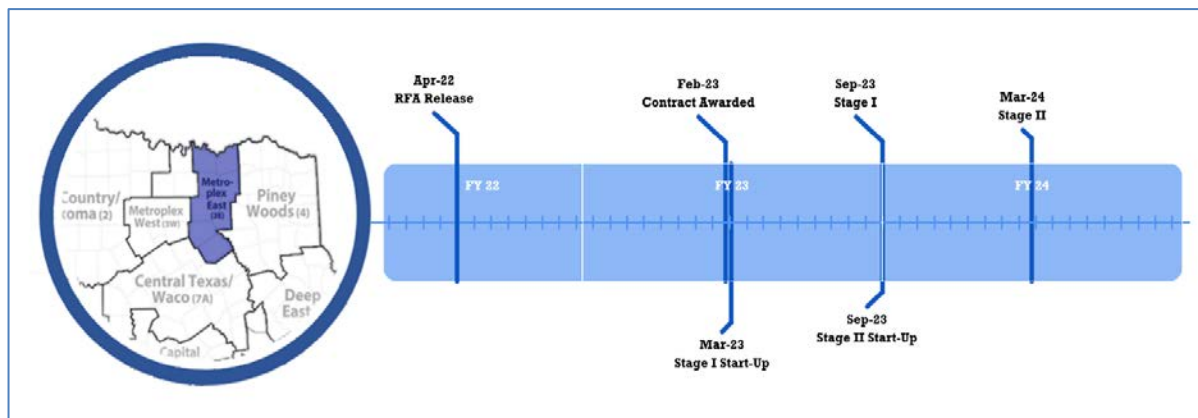 Country/
oma (2)
Metroplex
West (3W)
Metro-
plex
East
(3E)
Piney
Woods (4)
Central Texas/
Waco (7A)
Deep
East
Capital
Apr-22
RFA Release
Feb-23
Contract Awarded
Sep-23
Stage I
Mar-24
Stage II
FY 22
FY 23
FY 24
Mar-23
Stage I Start-Up
Sep-23
Stage II Start-Up